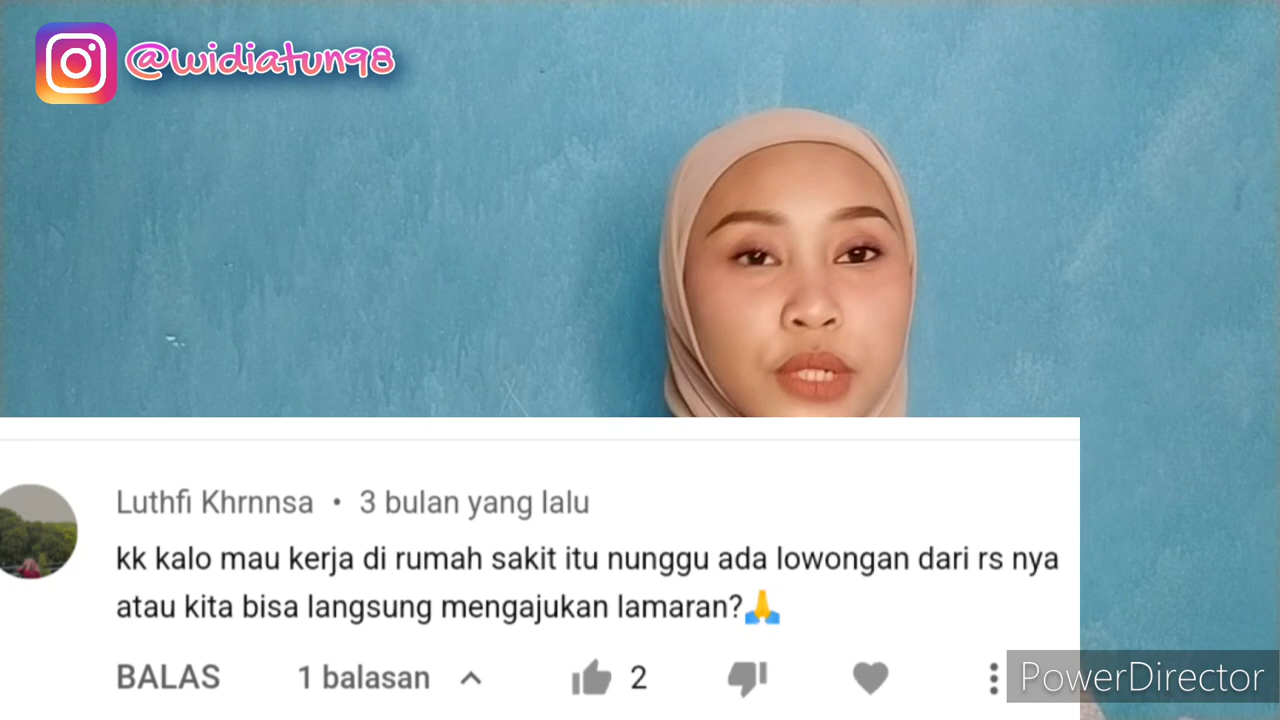 @widiatun98
Luthfi Khrnnsa • 3 bulan yang lalu
kk kalo mau kerja di rumah sakit itu nunggu ada lowongan dari rs nya
atau kita bisa langsung mengajukan lamaran?🙏
BALAS 1 balasan 2
PowerDirector